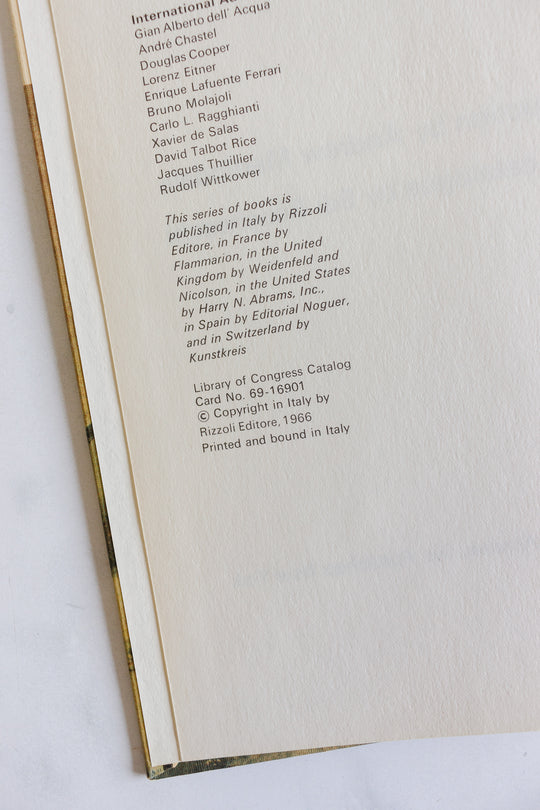 International
Gian Alberto dell' Acqua
André Chastel
Douglas Cooper
Lorenz Eitner
Enrique Lafuente Ferrari
Bruno Molajoli
Carlo L. Ragghianti
Xavier de Salas
David Talbot Rice
Jacques Thuillier
Rudolf Wittkower
This series of books is
published in Italy by Rizzoli
Editore, in France by
Flammarion, in the United
Kingdom by Weidenfeld and
Nicolson, in the United States
by Harry N. Abrams, Inc.,
in Spain by Editorial Noguer,
and in Switzerland by
Kunstkreis
Library of Congress Catalog
Card No. 69-16901
© Copyright in Italy by
Rizzoli Editore, 1966
Printed and bound in Italy